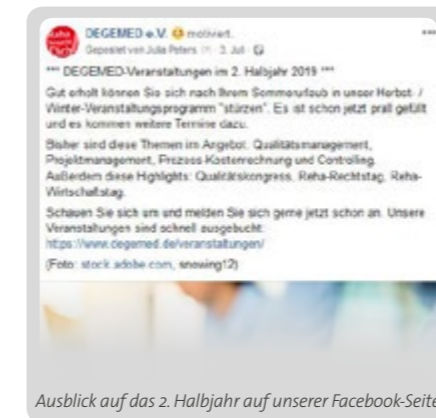 DEGEMED e.V. motiviert.
Gepostet von Julia Peters · 3. Juli ·
*** DEGEMED-Veranstaltungen im 2. Halbjahr 2019 ***
Gut erholt können Sie sich nach Ihrem Sommerurlaub in unser Herbst- /
Winter-Veranstaltungsprogramm "stürzen". Es ist schon jetzt prall gefüllt
und es kommen weitere Termine dazu.
Bisher sind diese Themen im Angebot: Qualitätsmanagement,
Projektmanagement, Prozess-Kostenrechnung und Controlling.
Außerdem diese Highlights: Qualitätskongress, Reha-Rechtstag, Reha-
Wirtschaftstag.
Schauen Sie sich um und melden Sie sich gerne jetzt schon an. Unsere
Veranstaltungen sind schnell ausgebucht:
https://www.degemed.de/veranstaltungen/
(Foto: stock.adobe.com, snowing12)
Ausblick auf das 2. Halbjahr auf unserer Facebook-Seite